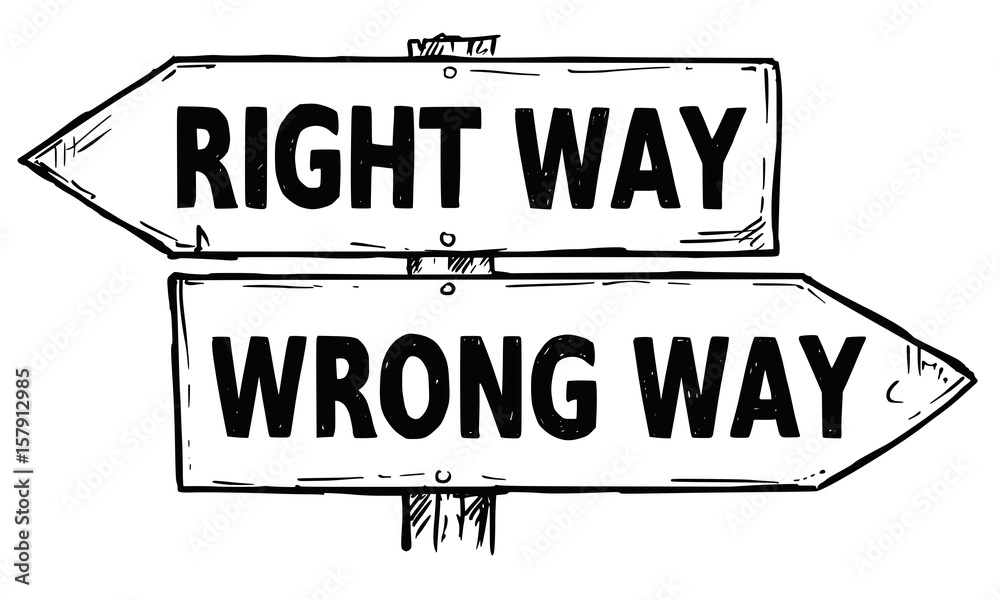 RIGHT WAY
WRONG WAY
Adobe Stock | #157912985